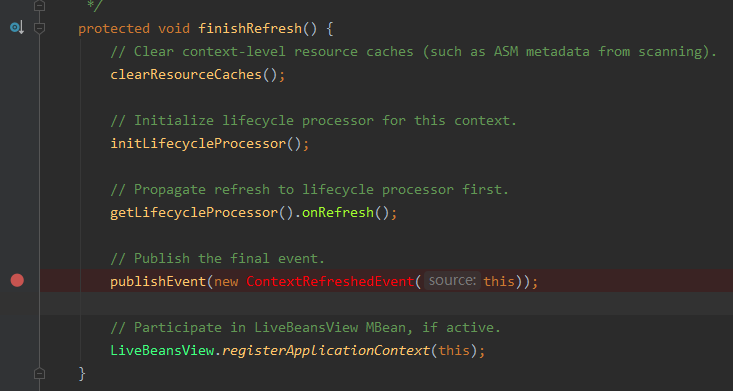 */
protected void finishRefresh() {
// Clear context-level resource caches (such as ASM metadata from scanning).
clearResourceCaches();
// Initialize lifecycle processor for this context.
initLifecycleProcessor();
// Propagate refresh to lifecycle processor first.
getLifecycleProcessor().onRefresh();
// Publish the final event.
publishEvent(new ContextRefreshedEvent( source: this));
// Participate in LiveBeansView MBean, if active.
LiveBeansView.registerApplicationContext(this);
}